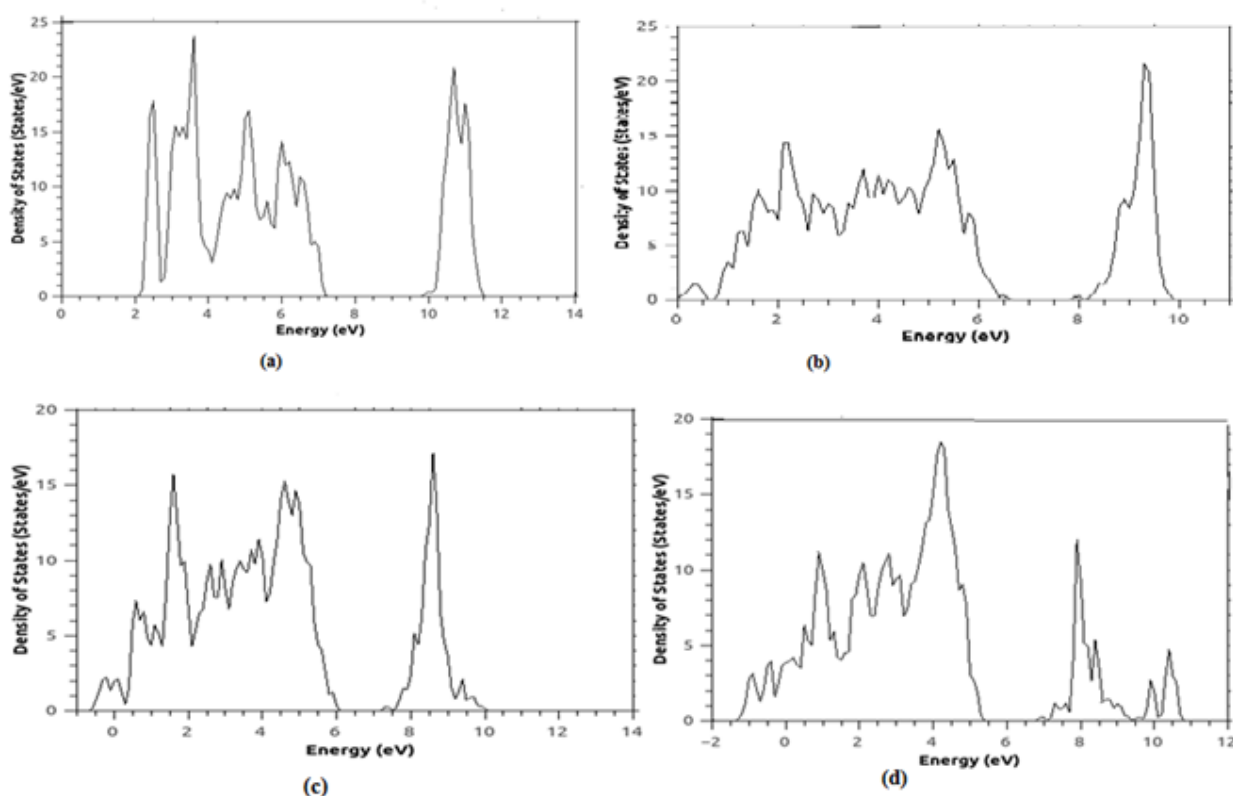 25
20
15
10
5
0
Density of States (States/eV)
0 2 4 6 8 10 12 14
Energy (eV)
(a)
25
20
15
10
5
0
Density of States (States/eV)
0 2 4 6 8 10
Energy (eV)
(b)
20
15
10
5
0
Density of States (States/eV)
0 2 4 6 8 10 12 14
Energy (eV)
(c)
20
15
10
5
0
Density of States (States/eV)
−2 0 2 4 6 8 10 12
Energy (eV)
(d)